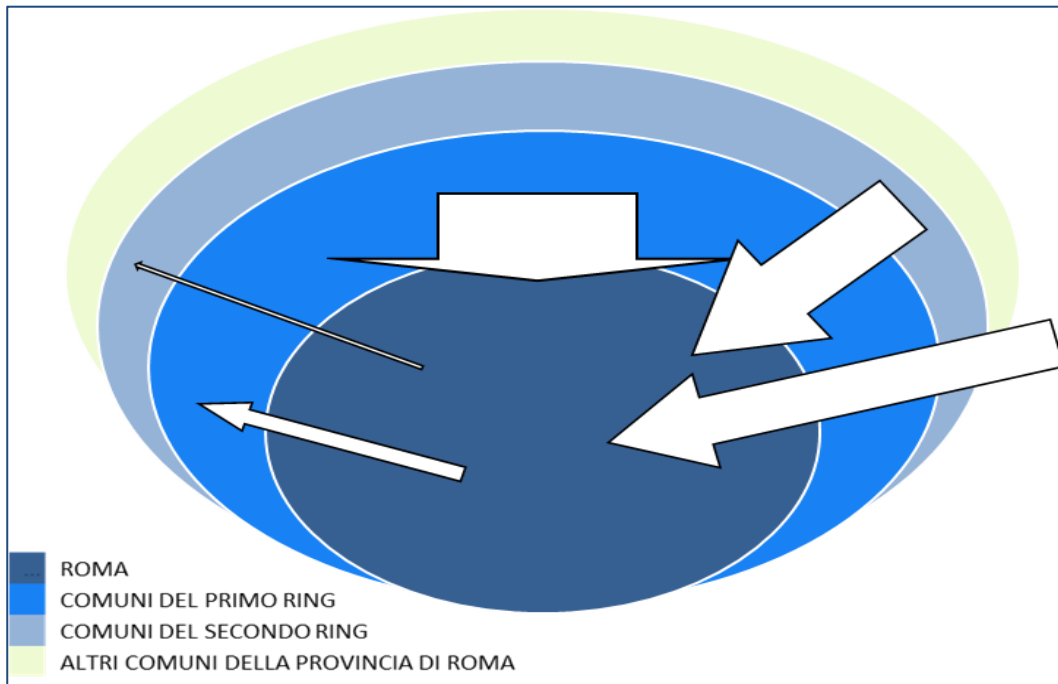 ... ROMA
COMUNI DEL PRIMO RING
COMUNI DEL SECONDO RING
ALTRI COMUNI DELLA PROVINCIA DI ROMA